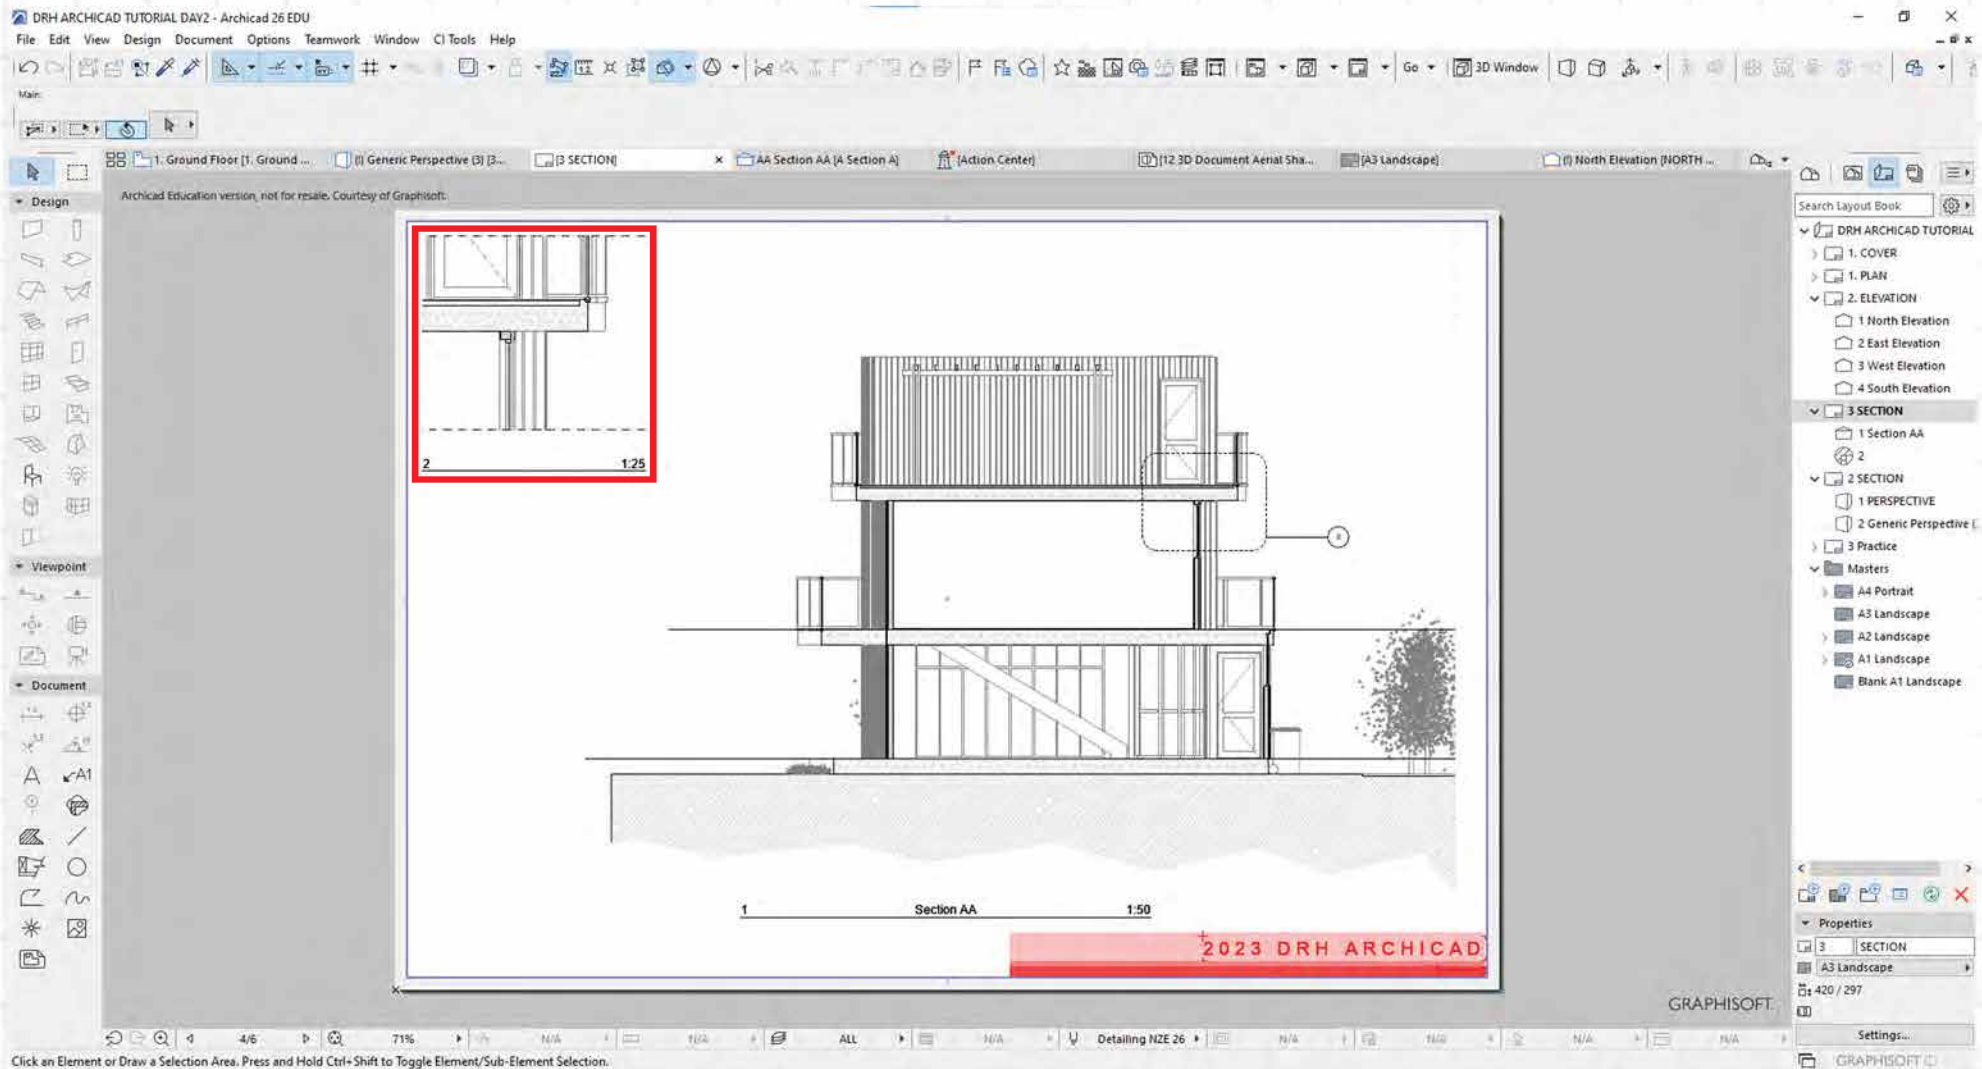 DRH ARCHICAD TUTORIAL DAY2 - Archicad 26 EDU
File Edit View Design Document Options Teamwork Window CI Tools Help
Go 3D Window
Main:
1. Ground Floor [1. Ground ...
(!) Generic Perspective (3) [3...
[3 SECTION]
AA Section AA [A Section A]
[Action Center]
[12 3D Document Aerial Sha...
[A3 Landscape]
(!) North Elevation [NORTH ...
Archicad Education version, not for resale. Courtesy of Graphisoft.
Design
Viewpoint
Document
A
A1
2 1:25
1 Section AA 1:50
2023 DRH ARCHICAD
GRAPHISOFT.
Search Layout Book
DRH ARCHICAD TUTORIAL
1. COVER
1. PLAN
2. ELEVATION
1 North Elevation
2 East Elevation
3 West Elevation
4 South Elevation
3 SECTION
1 Section AA
2
2 SECTION
1 PERSPECTIVE
2 Generic Perspective (
3 Practice
Masters
A4 Portrait
A3 Landscape
A2 Landscape
A1 Landscape
Blank A1 Landscape
Properties
3 SECTION
A3 Landscape
420 / 297
Settings...
4/6 71% N/A N/A ALL N/A Detailing NZE 26 N/A N/A N/A N/A
Click an Element or Draw a Selection Area. Press and Hold Ctrl+Shift to Toggle Element/Sub-Element Selection.
GRAPHISOFT ID